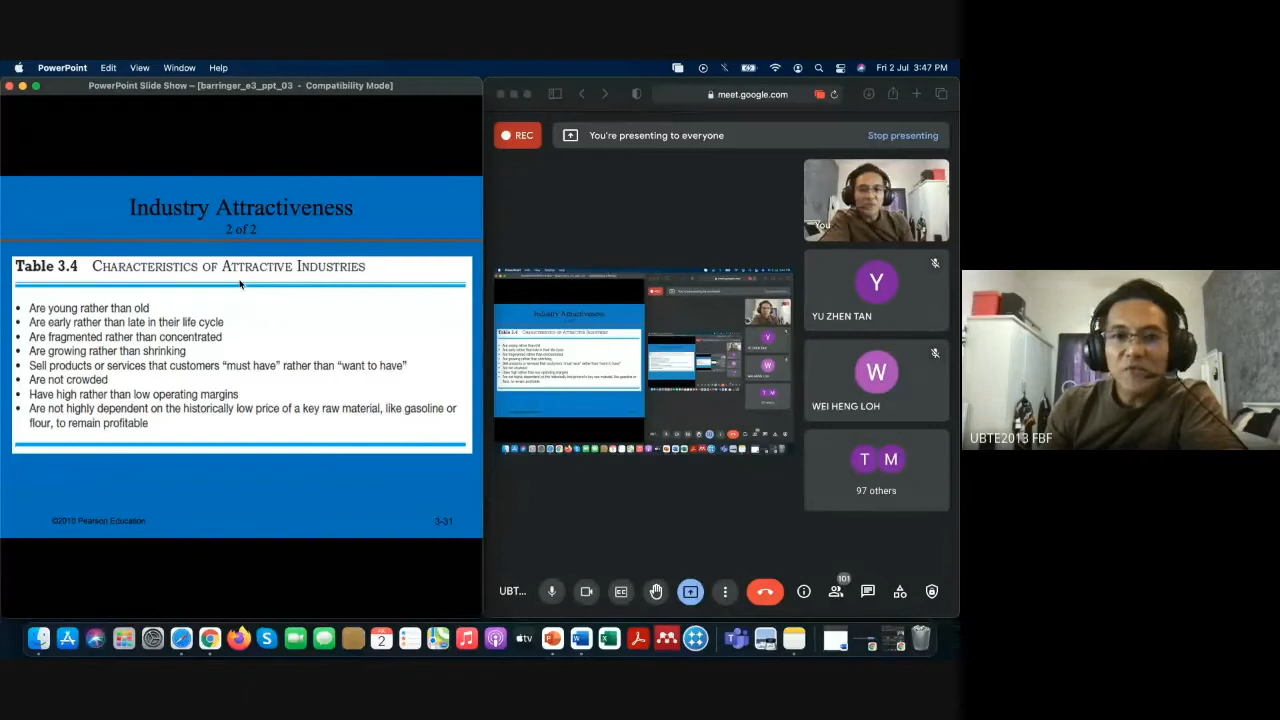 PowerPoint Edit View Window Help
Fri 2 Jul 3:47 PM
PowerPoint Slide Show - [barringer_e3_ppt_03 - Compatibility Mode]
Industry Attractiveness
2 of 2
Table 3.4 CHARACTERISTICS OF ATTRACTIVE INDUSTRIES
• Are young rather than old
• Are early rather than late in their life cycle
• Are fragmented rather than concentrated
• Are growing rather than shrinking
• Sell products or services that customers “must have” rather than “want to have”
• Are not crowded
Have high rather than low operating margins
• Are not highly dependent on the historically low price of a key raw material, like gasoline or
flour, to remain profitable
©2010 Pearson Education
3-31
meet.google.com
REC
You're presenting to everyone
Stop presenting
You
Y
YU ZHEN TAN
W
WEI HENG LOH
T M
97 others
UBT...
101
UBTE2013 FBF
tv
2